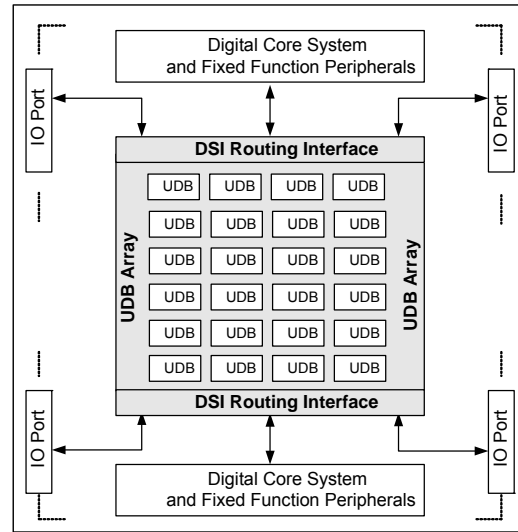 Digital Core System
and Fixed Function Peripherals
IO Port
IO Port
DSI Routing Interface
UDB UDB UDB UDB
UDB UDB UDB UDB
UDB UDB UDB UDB
UDB UDB UDB UDB
UDB UDB UDB UDB
UDB UDB UDB UDB
UDB Array
UDB Array
DSI Routing Interface
IO Port
IO Port
Digital Core System
and Fixed Function Peripherals